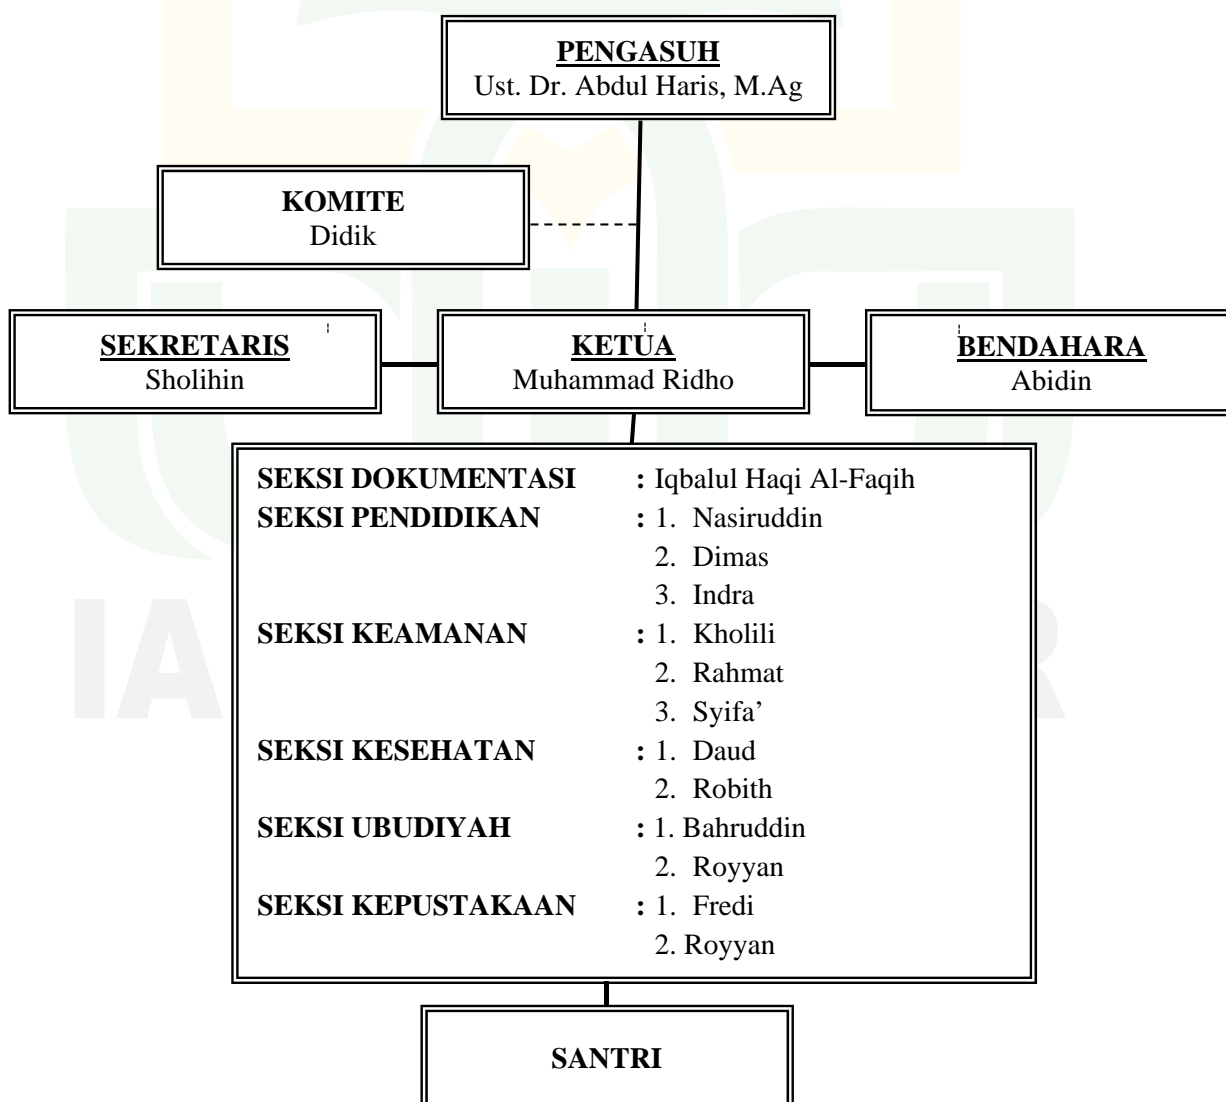 PENGASUH
Ust. Dr. Abdul Haris, M.Ag
KOMITE
Didik
SEKRETARIS
Sholihin
KETUA
Muhammad Ridho
BENDAHARA
Abidin
SEKSI DOKUMENTASI : Iqbalul Haqi Al-Faqih
SEKSI PENDIDIKAN : 1. Nasiruddin
2. Dimas
3. Indra
SEKSI KEAMANAN : 1. Kholili
2. Rahmat
3. Syifa’
SEKSI KESEHATAN : 1. Daud
2. Robith
SEKSI UBUDIYAH : 1. Bahruddin
2. Royyan
SEKSI KEPUSTAKAAN : 1. Fredi
2. Royyan
SANTRI